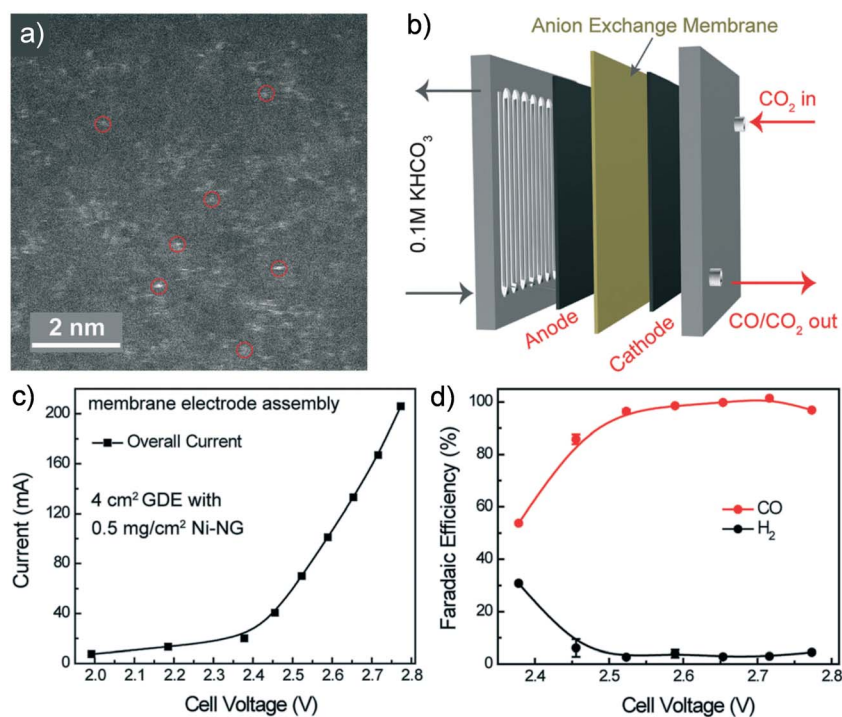 a)
2 nm
b)
Anion Exchange Membrane
0.1M KHCO₃
CO₂ in
Anode
Cathode
CO/CO₂ out
c)
membrane electrode assembly
Overall Current
4 cm² GDE with
0.5 mg/cm² Ni-NG
Current (mA)
200
160
120
80
40
0
2.0 2.1 2.2 2.3 2.4 2.5 2.6 2.7 2.8
Cell Voltage (V)
d)
Faradaic Efficiency (%)
100
80
60
40
20
0
CO
H₂
2.4 2.5 2.6 2.7 2.8
Cell Voltage (V)